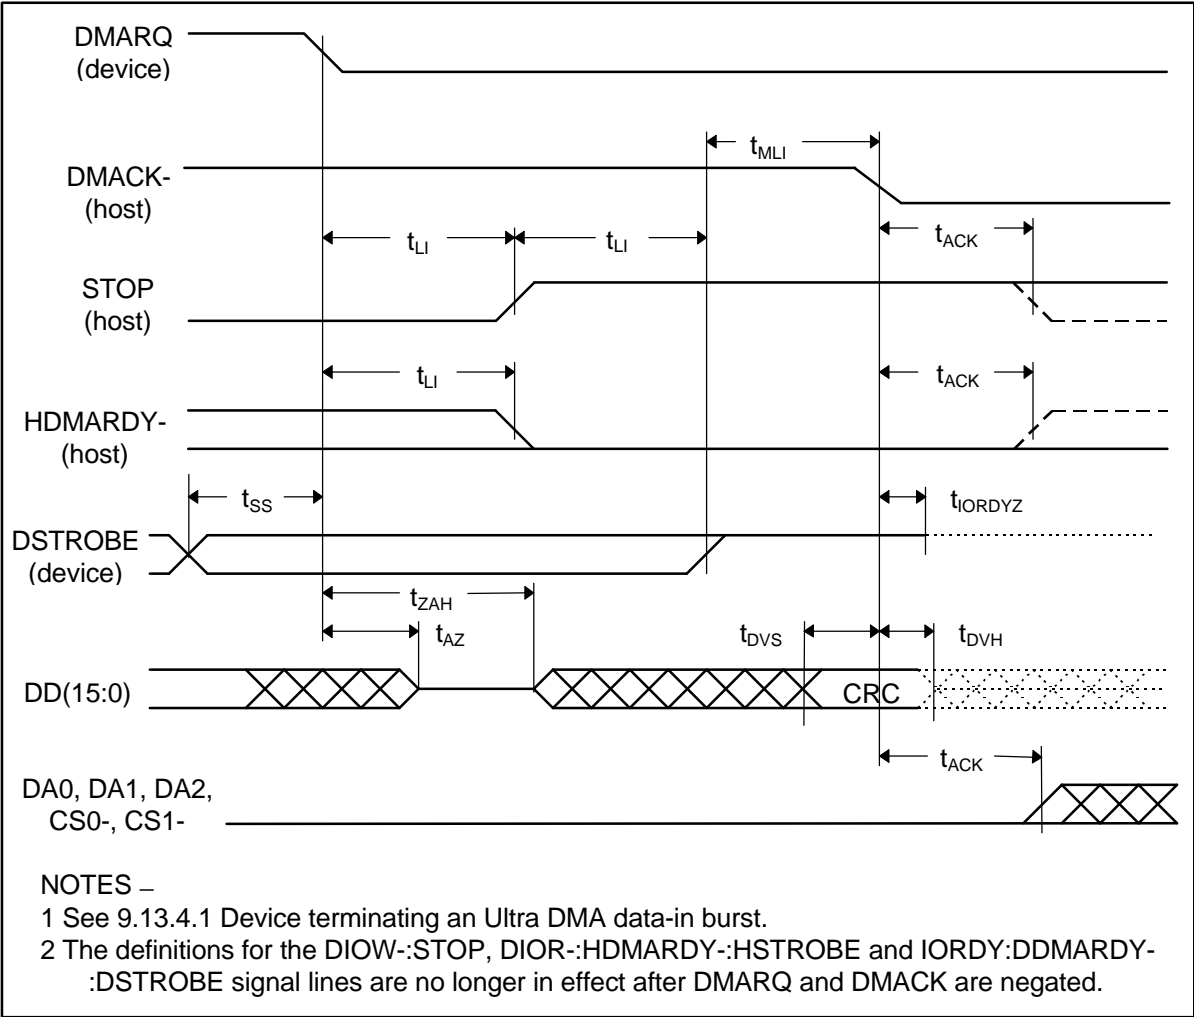 DMARQ
(device)
tMLI
DMACK-
(host)
tLI
tLI
tACK
STOP
(host)
tLI
tACK
HDMARDY-
(host)
tSS
tIORDYZ
DSTROBE
(device)
tZAH
tAZ
tDVS
tDVH
DD(15:0)
CRC
tACK
DA0, DA1, DA2,
CS0-, CS1-
NOTES –
1 See 9.13.4.1 Device terminating an Ultra DMA data-in burst.
2 The definitions for the DIOW-:STOP, DIOR-:HDMARDY-:HSTROBE and IORDY:DDMARDY-
:DSTROBE signal lines are no longer in effect after DMARQ and DMACK are negated.